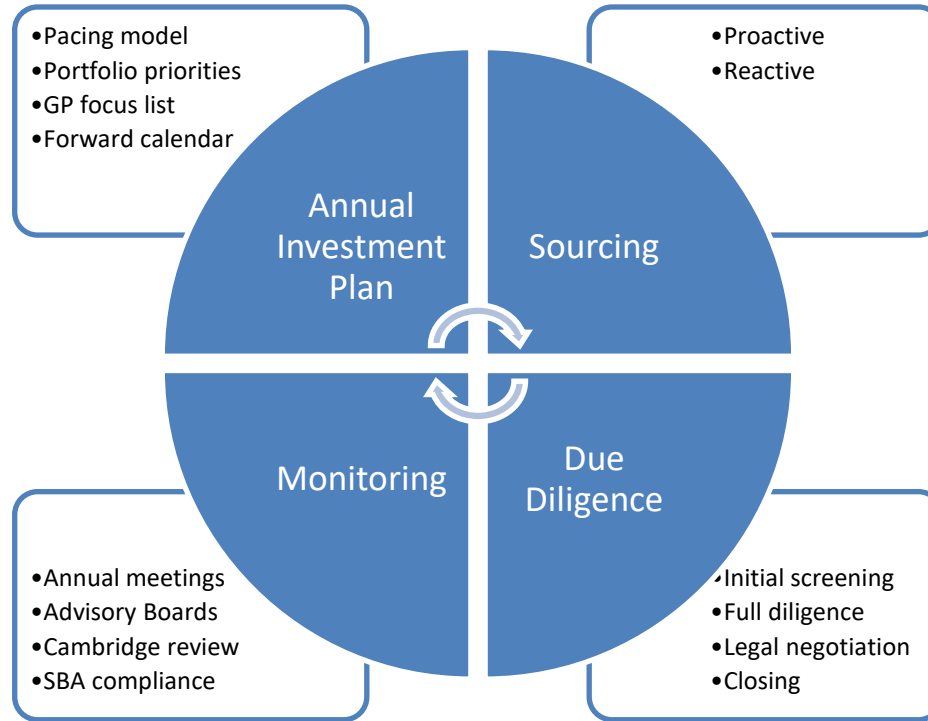 •Pacing model
•Portfolio priorities
•GP focus list
•Forward calendar
•Proactive
•Reactive
Annual
Investment
Plan
Sourcing
Monitoring
Due
Diligence
•Annual meetings
•Advisory Boards
•Cambridge review
•SBA compliance
•Initial screening
•Full diligence
•Legal negotiation
•Closing